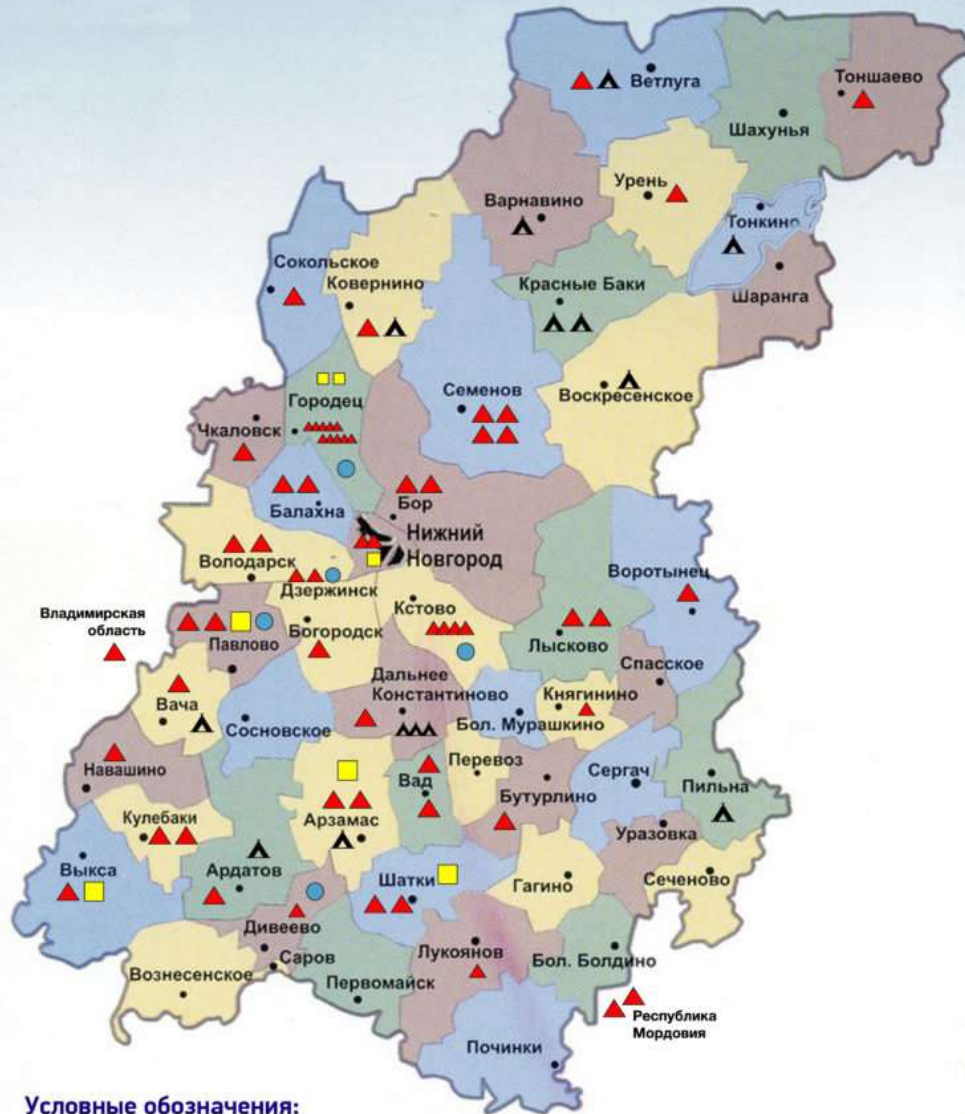 Ветлуга
Тоншаево
Шахунья
Урень
Варнавино
Тонкино
Сокольское
Ковернино
Красные Баки
Шаранга
Городец
Семенов
Воскресенское
Чкаловск
Балахна
Бор
Нижний
Новгород
Володарск
Дзержинск
Воротынец
Владимирская
область
Кстово
Богородск
Павлово
Лысково
Спасское
Дальнее
Константиново
Княгинино
Вача
Сосновское
Бол. Мурашкино
Навашино
Перевоз
Вад
Сергач
Пильна
Бутурлино
Кулебаки
Арзамас
Уразовка
Выкса
Ардатов
Шатки
Гагино
Сеченово
Дивеево
Лукоянов
Саров
Бол. Болдино
Вознесенское
Первомайск
Республика
Мордовия
Починки
Условные обозначения: